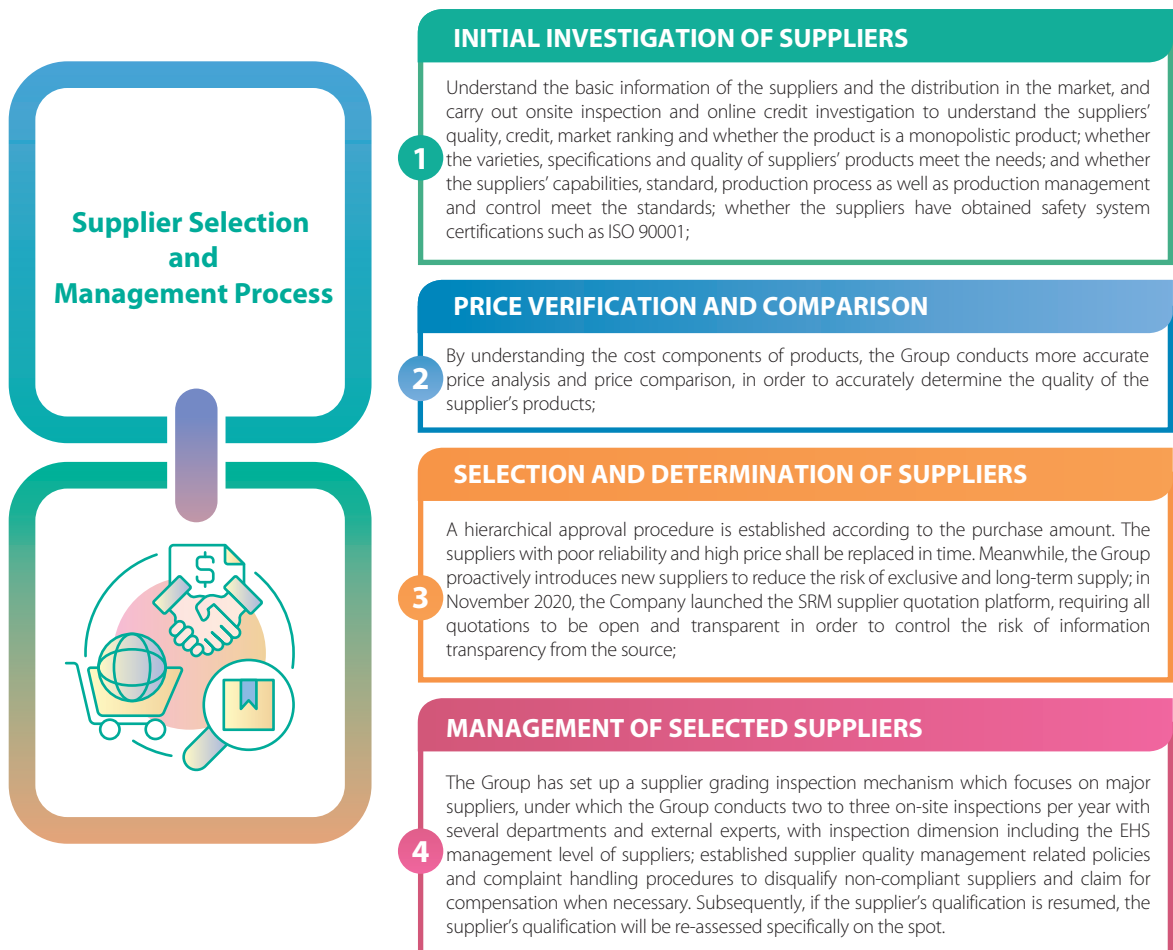 Supplier Selection
and
Management Process
$
INITIAL INVESTIGATION OF SUPPLIERS
1
Understand the basic information of the suppliers and the distribution in the market, and
carry out onsite inspection and online credit investigation to understand the suppliers’
quality, credit, market ranking and whether the product is a monopolistic product; whether
the varieties, specifications and quality of suppliers’ products meet the needs; and whether
the suppliers’ capabilities, standard, production process as well as production management
and control meet the standards; whether the suppliers have obtained safety system
certifications such as ISO 90001;
PRICE VERIFICATION AND COMPARISON
2
By understanding the cost components of products, the Group conducts more accurate
price analysis and price comparison, in order to accurately determine the quality of the
supplier’s products;
SELECTION AND DETERMINATION OF SUPPLIERS
3
A hierarchical approval procedure is established according to the purchase amount. The
suppliers with poor reliability and high price shall be replaced in time. Meanwhile, the Group
proactively introduces new suppliers to reduce the risk of exclusive and long-term supply; in
November 2020, the Company launched the SRM supplier quotation platform, requiring all
quotations to be open and transparent in order to control the risk of information
transparency from the source;
MANAGEMENT OF SELECTED SUPPLIERS
4
The Group has set up a supplier grading inspection mechanism which focuses on major
suppliers, under which the Group conducts two to three on-site inspections per year with
several departments and external experts, with inspection dimension including the EHS
management level of suppliers; established supplier quality management related policies
and complaint handling procedures to disqualify non-compliant suppliers and claim for
compensation when necessary. Subsequently, if the supplier’s qualification is resumed, the
supplier’s qualification will be re-assessed specifically on the spot.